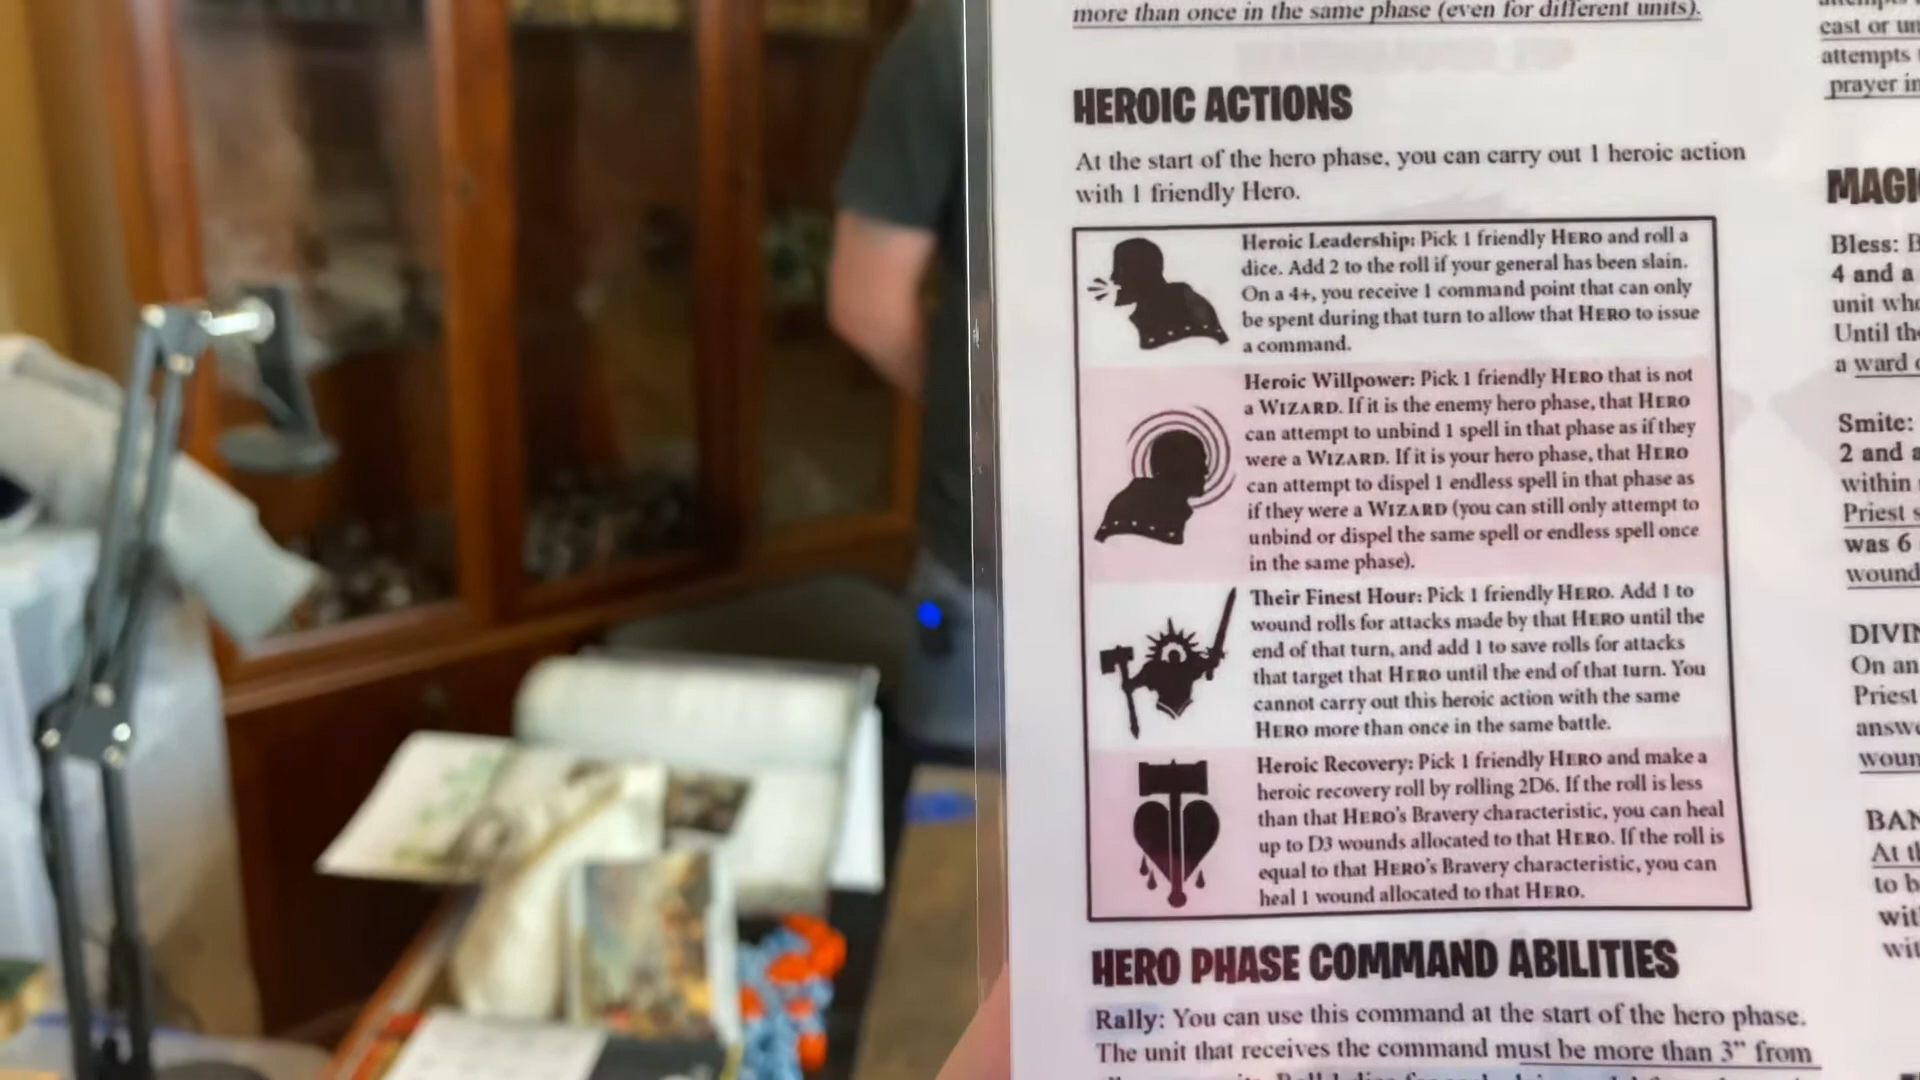 more than once in the same phase (even for different units).
HEROIC ACTIONS
At the start of the hero phase, you can carry out 1 heroic action
with 1 friendly Hero.
Heroic Leadership: Pick 1 friendly HERO and roll a
dice. Add 2 to the roll if your general has been slain.
On a 4+, you receive 1 command point that can only
be spent during that turn to allow that HERO to issue
a command.
Heroic Willpower: Pick 1 friendly HERO that is not
a WIZARD. If it is the enemy hero phase, that HERO
can attempt to unbind 1 spell in that phase as if they
were a WIZARD. If it is your hero phase, that HERO
can attempt to dispel 1 endless spell in that phase as
if they were a WIZARD (you can still only attempt to
unbind or dispel the same spell or endless spell once
in the same phase).
Their Finest Hour: Pick 1 friendly HERO. Add 1 to
wound rolls for attacks made by that HERO until the
end of that turn, and add 1 to save rolls for attacks
that target that HERO until the end of that turn. You
cannot carry out this heroic action with the same
HERO more than once in the same battle.
Heroic Recovery: Pick 1 friendly HERO and make a
heroic recovery roll by rolling 2D6. If the roll is less
than that HERO's Bravery characteristic, you can heal
up to D3 wounds allocated to that HERO. If the roll is
equal to that HERO's Bravery characteristic, you can
heal 1 wound allocated to that HERO.
HERO PHASE COMMAND ABILITIES
Rally: You can use this command at the start of the hero phase.
The unit that receives the command must be more than 3” from
cast or
attempts
prayer
Bless:
4 and a
unit
Until
a ward
Smite:
2 and
within
Priest
was 6
wound
On an
Priest
At
to